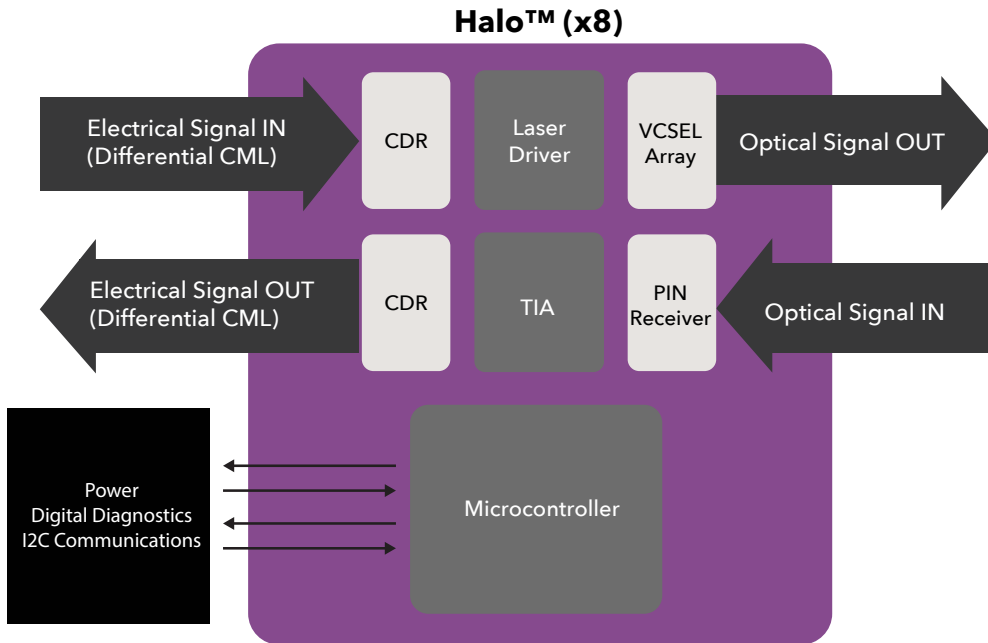 Halo™ (x8)
Electrical Signal IN
(Differential CML)
CDR
Laser
Driver
VCSEL
Array
Optical Signal OUT
Electrical Signal OUT
(Differential CML)
CDR
TIA
PIN
Receiver
Optical Signal IN
Power
Digital Diagnostics
I2C Communications
Microcontroller